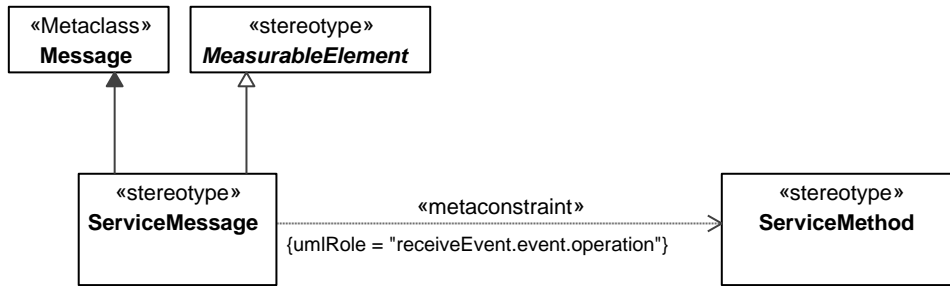 «Metaclass»
Message
«stereotype»
MeasurableElement
«stereotype»
ServiceMessage
«metaconstraint»
{umlRole = "receiveEvent.event.operation"}
«stereotype»
ServiceMethod